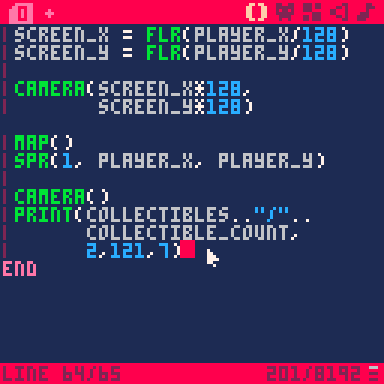 SCREEN_X = FLR(PLAYER_X/128)
SCREEN_Y = FLR(PLAYER_Y/128)
CAMERA(SCREEN_X*128,
SCREEN_Y*128)
MAP()
SPR(1, PLAYER_X, PLAYER_Y)
CAMERA()
PRINT(COLLECTIBLES.."/"..
COLLECTIBLE_COUNT,
2,121,7)
END
LINE 64/65 201/8192